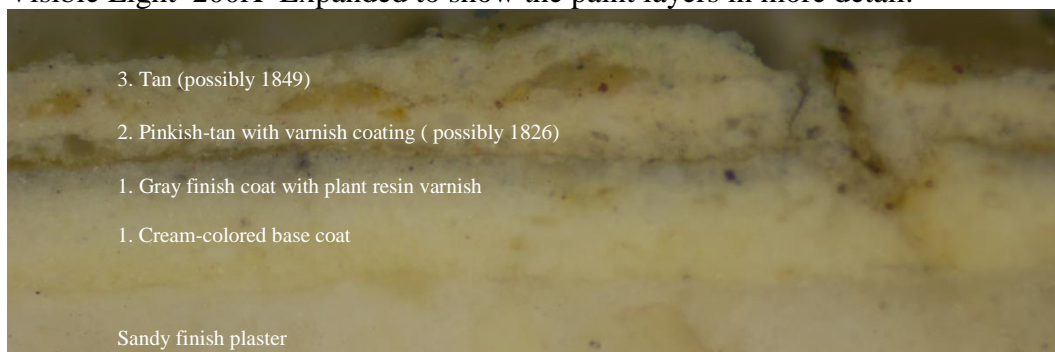 Visible Light 200X Expanded to show the paint layers in more detail.
3. Tan (possibly 1849)
2. Pinkish-tan with varnish coating ( possibly 1826)
1. Gray finish coat with plant resin varnish
1. Cream-colored base coat
Sandy finish plaster